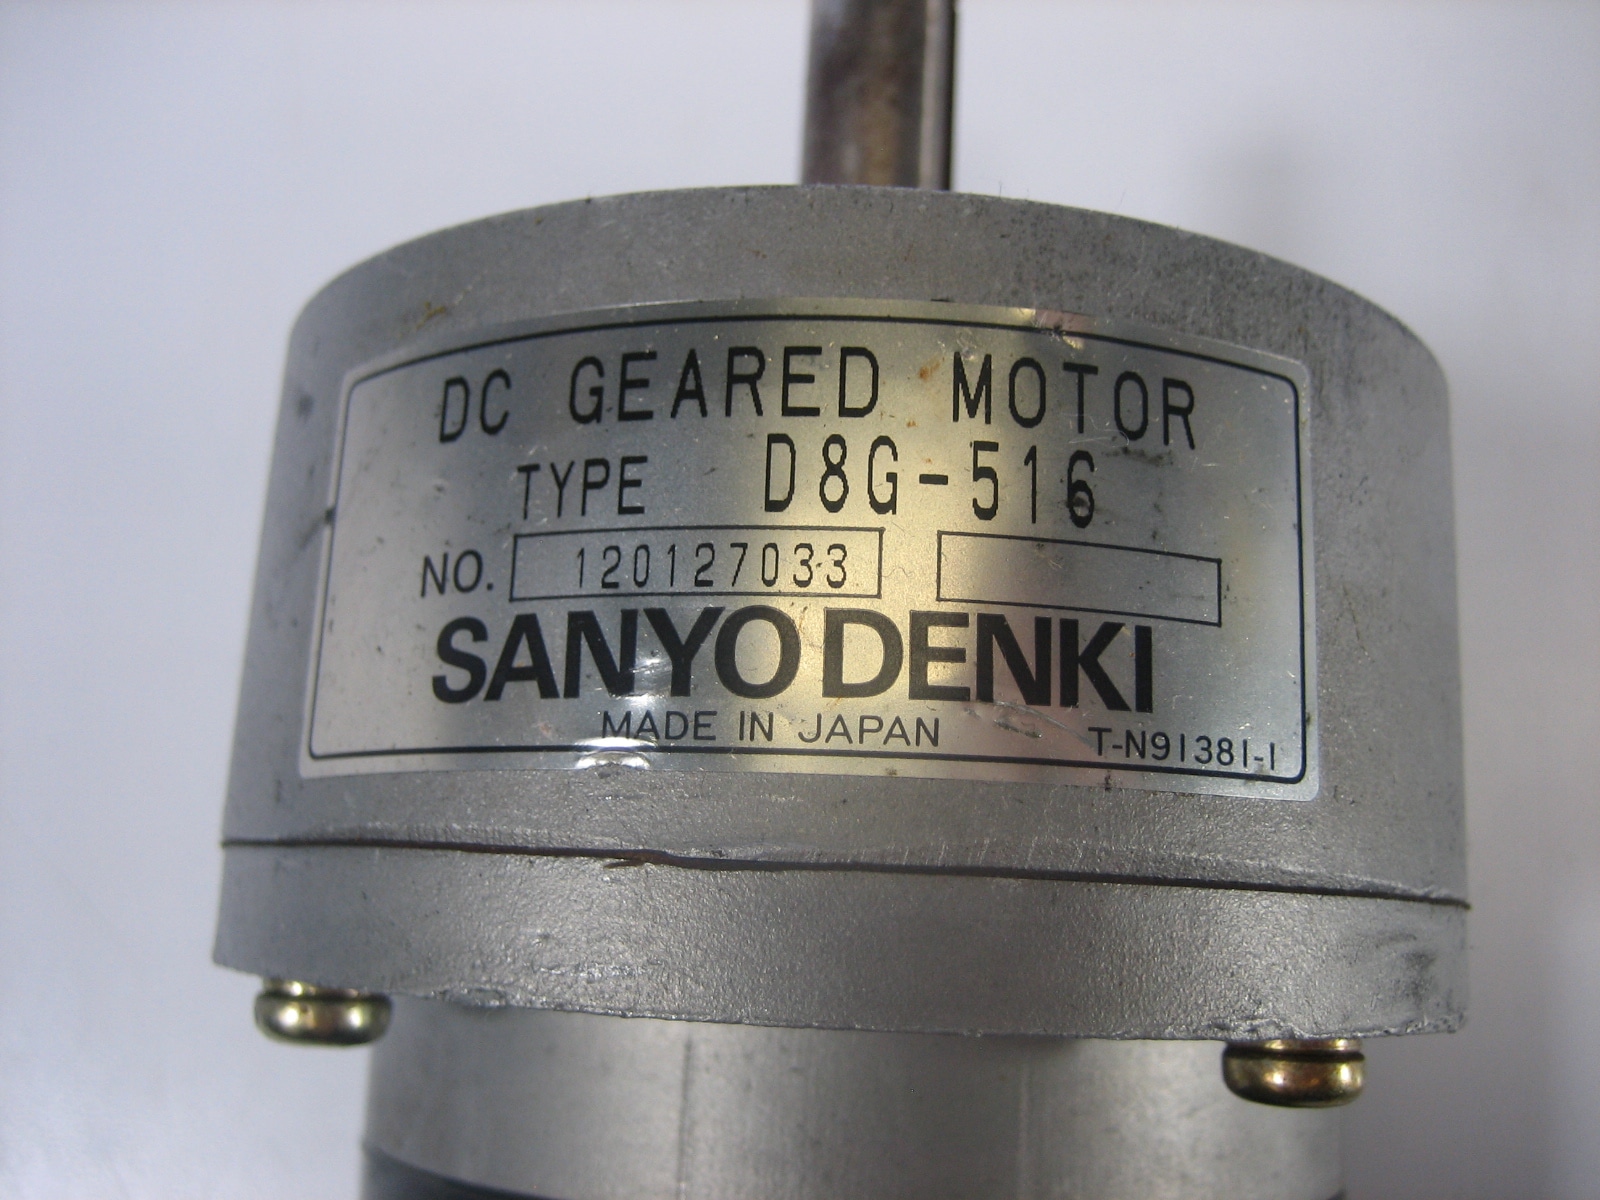 DC GEARED MOTOR
TYPE D8G-516
NO. 120127033
SANYO DENKI
MADE IN JAPAN T-N91381-1